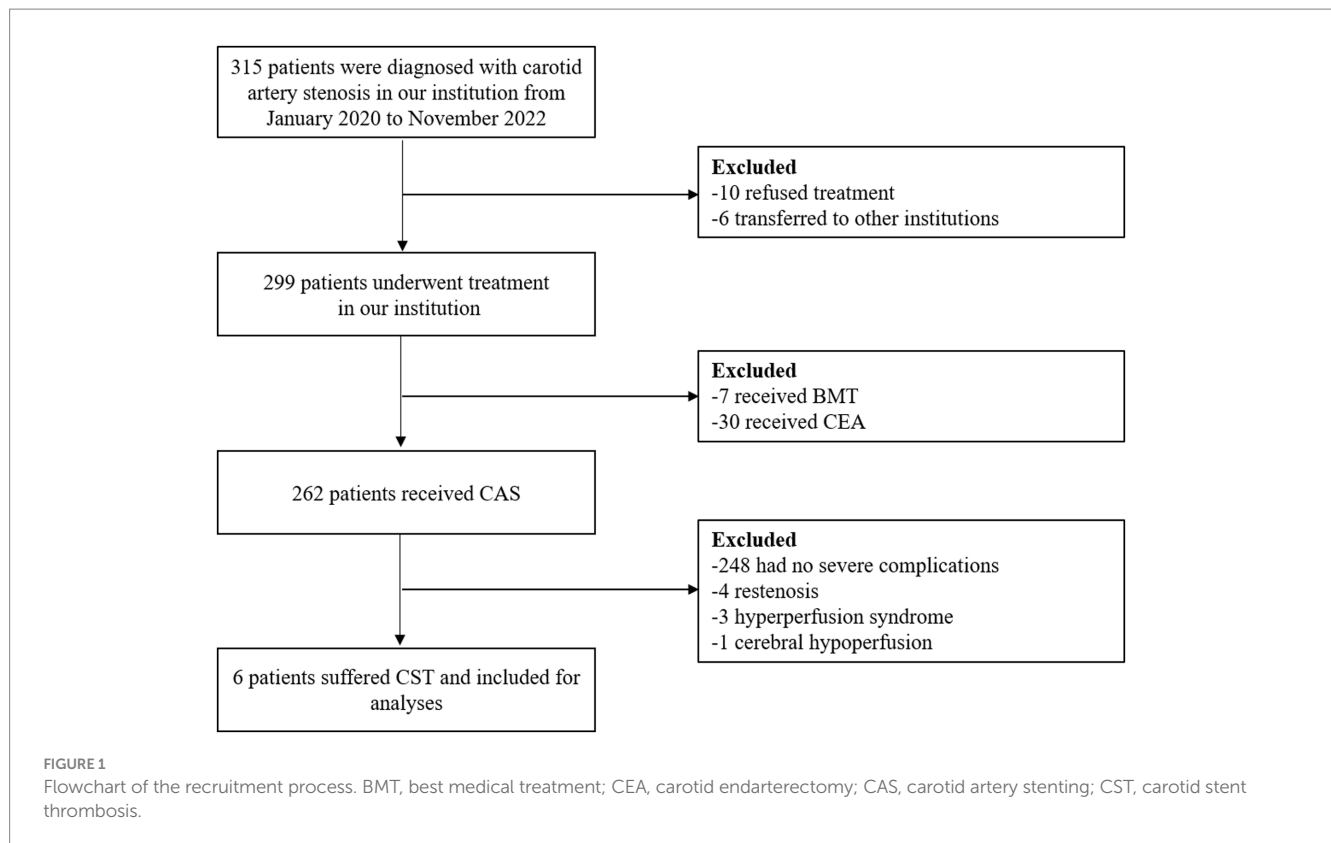 315 patients were diagnosed with carotid
artery stenosis in our institution from
January 2020 to November 2022
Excluded
-10 refused treatment
-6 transferred to other institutions
299 patients underwent treatment
in our institution
Excluded
-7 received BMT
-30 received CEA
262 patients received CAS
Excluded
-248 had no severe complications
-4 restenosis
-3 hyperperfusion syndrome
-1 cerebral hypoperfusion
6 patients suffered CST and included for
analyses
FIGURE 1
Flowchart of the recruitment process. BMT, best medical treatment; CEA, carotid endarterectomy; CAS, carotid artery stenting; CST, carotid stent
thrombosis.